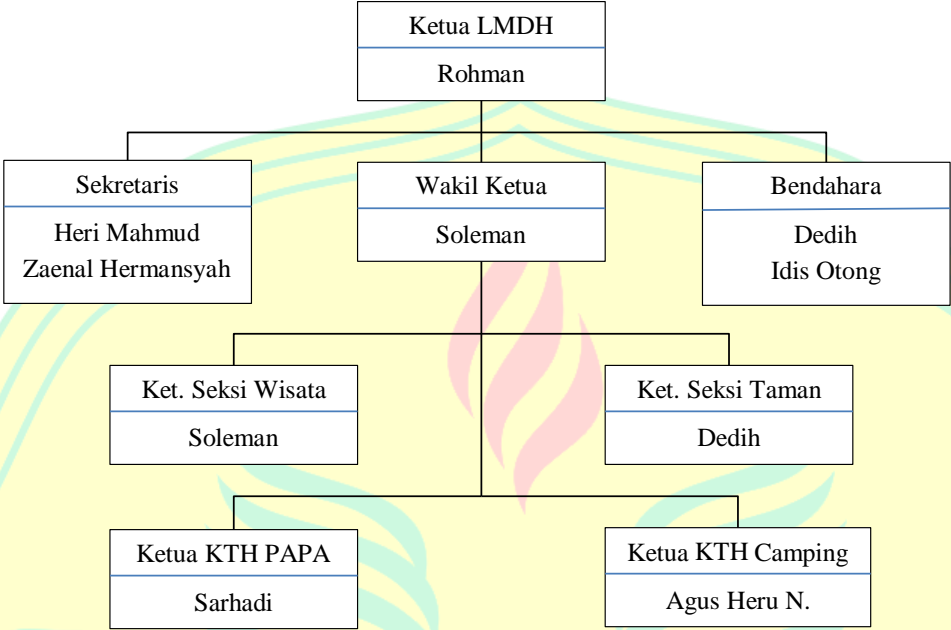 Ketua LMDH
Rohman
Sekretaris
Heri Mahmud
Zaenal Hermansyah
Wakil Ketua
Soleman
Bendahara
Dedih
Idis Otong
Ket. Seksi Wisata
Soleman
Ket. Seksi Taman
Dedih
Ketua KTH PAPA
Sarhadi
Ketua KTH Camping
Agus Heru N.